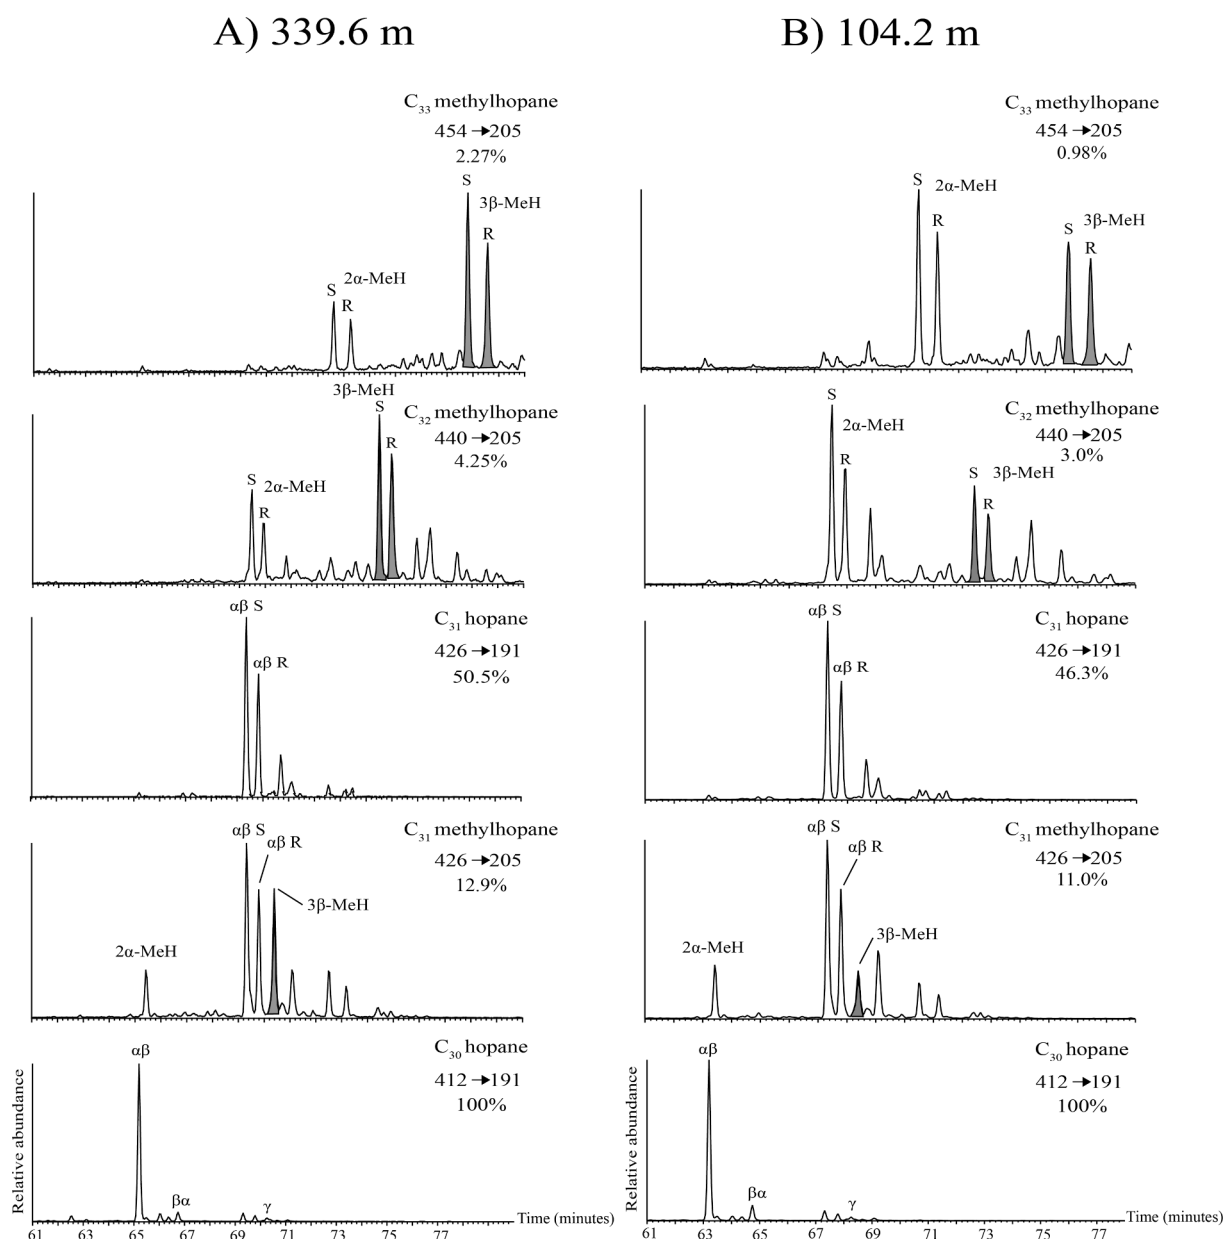 A) 339.6 m
C₃₃ methylhopane
454 →205
2.27%
S
3β-MeH
R
2α-MeH
S
R
3β-MeH
S
C₃₂ methylhopane
440 →205
4.25%
R
S
2α-MeH
R
αβ S
C₃₁ hopane
426 →191
50.5%
αβ R
αβ S
C₃₁ methylhopane
αβ R
426 →205
12.9%
3β-MeH
2α-MeH
αβ
C₃₀ hopane
412 →191
100%
Relative abundance
βα
γ
Time (minutes)
61 63 65 67 69 71 73 75 77
B) 104.2 m
C₃₃ methylhopane
454 →205
0.98%
S
2α-MeH
R
3β-MeH
S
R
S
C₃₂ methylhopane
2α-MeH
440 →205
3.0%
R
S
3β-MeH
R
αβ S
C₃₁ hopane
426 →191
46.3%
αβ R
αβ S
C₃₁ methylhopane
αβ R
426 →205
11.0%
3β-MeH
2α-MeH
αβ
C₃₀ hopane
412 →191
100%
Relative abundance
βα
γ
Time (minutes)
61 63 65 67 69 71 73 75 77